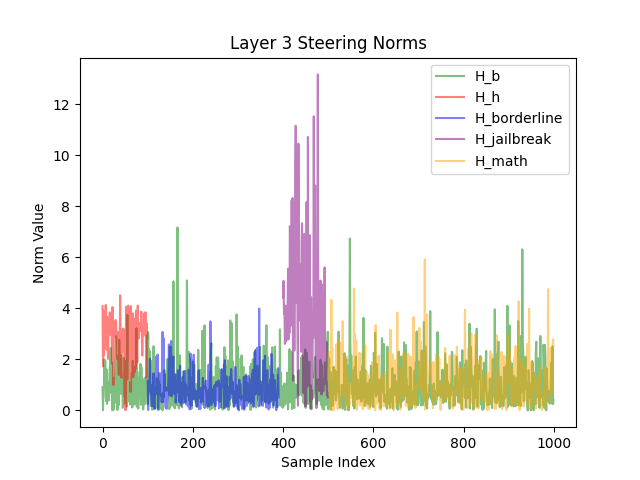 Layer 3 Steering Norms
H_b
H_h
H_borderline
H_jailbreak
H_math
Norm Value
12
10
8
6
4
2
0
0
200
400
600
800
1000
Sample Index